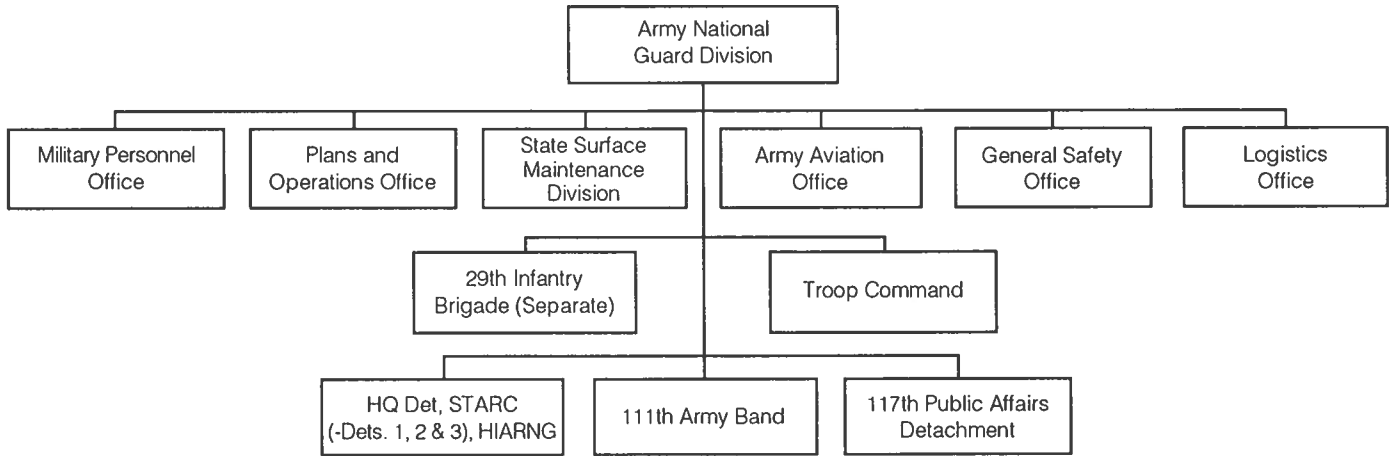 Army National
Guard Division
Military Personnel
Office
Plans and
Operations Office
State Surface
Maintenance
Division
Army Aviation
Office
General Safety
Office
Logistics
Office
29th Infantry
Brigade (Separate)
Troop Command
HQ Det, STARC
(-Dets. 1, 2 & 3), HIARNG
111th Army Band
117th Public Affairs
Detachment